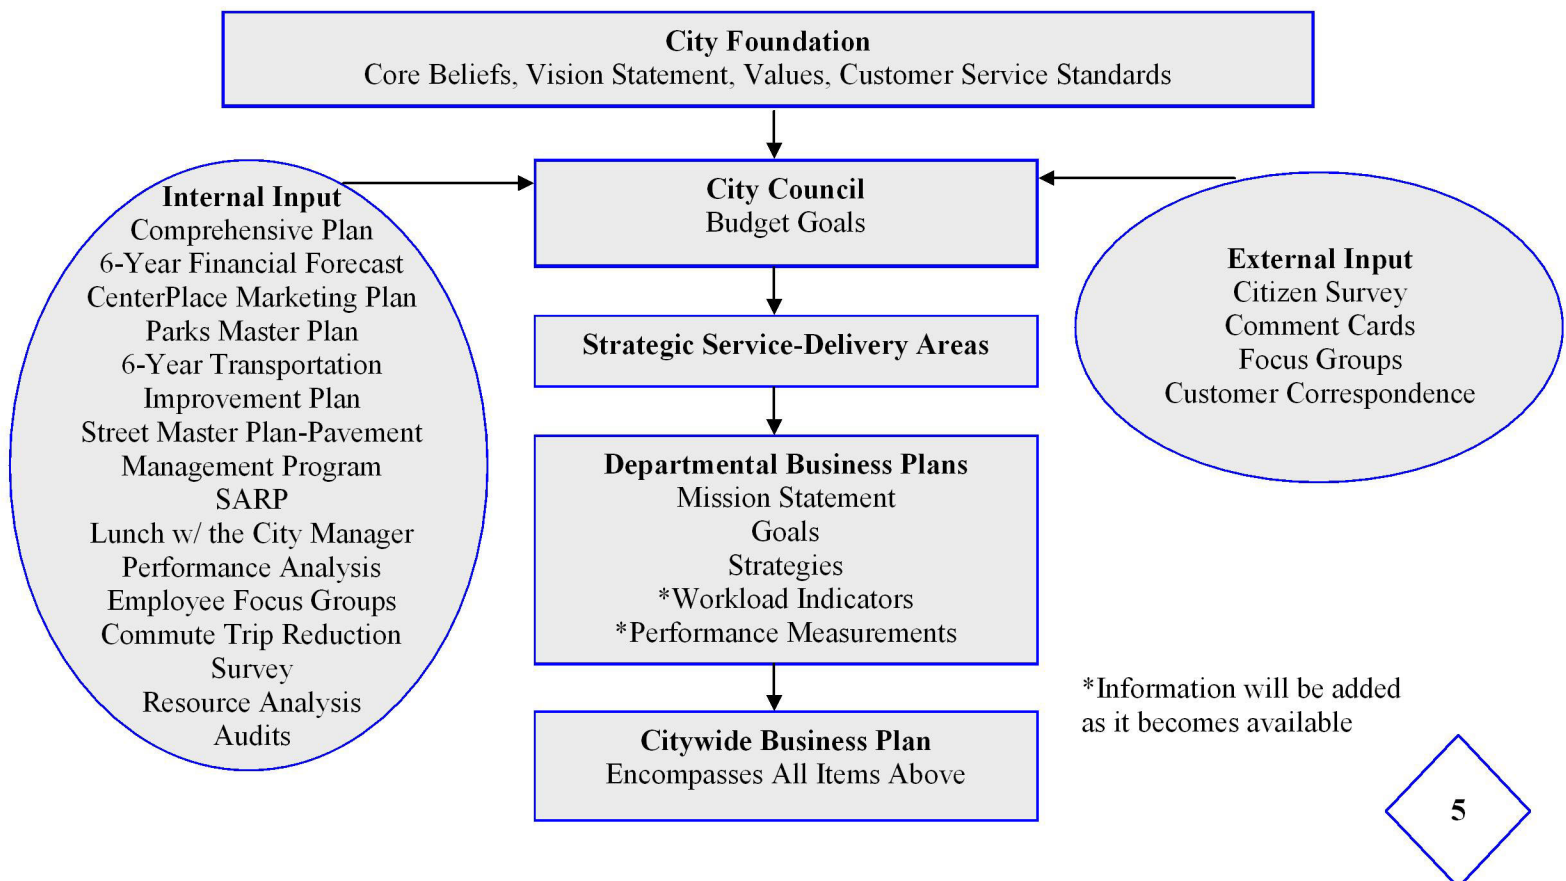 City Foundation
Core Beliefs, Vision Statement, Values, Customer Service Standards
Internal Input
Comprehensive Plan
6-Year Financial Forecast
CenterPlace Marketing Plan
Parks Master Plan
6-Year Transportation
Improvement Plan
Street Master Plan-Pavement
Management Program
SARP
Lunch w/ the City Manager
Performance Analysis
Employee Focus Groups
Commute Trip Reduction
Survey
Resource Analysis
Audits
City Council
Budget Goals
Strategic Service-Delivery Areas
Departmental Business Plans
Mission Statement
Goals
Strategies
*Workload Indicators
*Performance Measurements
Citywide Business Plan
Encompasses All Items Above
External Input
Citizen Survey
Comment Cards
Focus Groups
Customer Correspondence
*Information will be added
as it becomes available
5